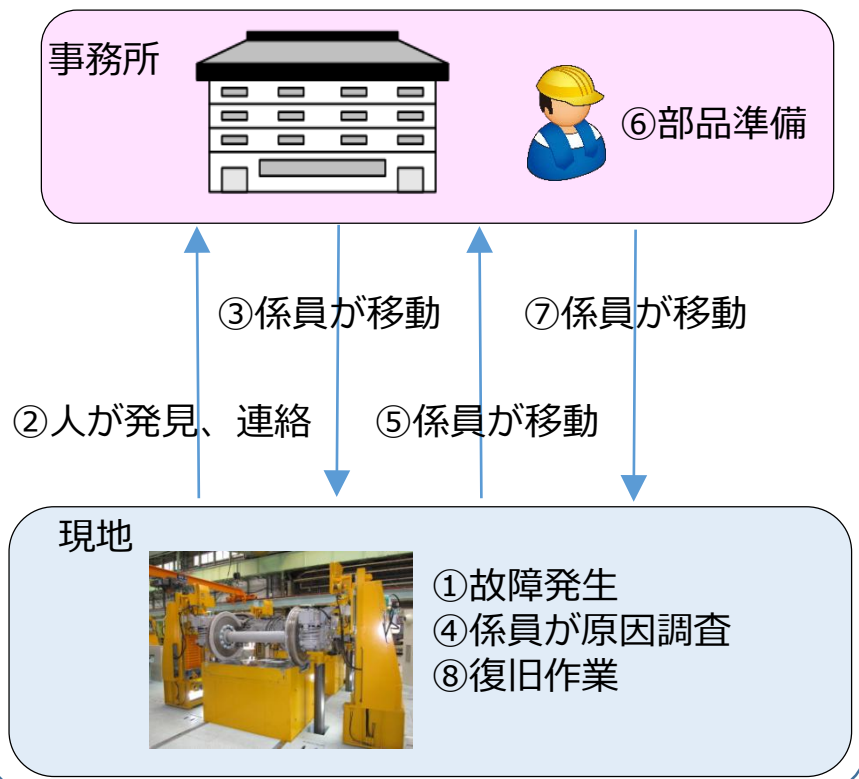 事務所
⑥部品準備
③係員が移動
⑦係員が移動
②人が発見、連絡
⑤係員が移動
現地
①故障発生
④係員が原因調査
⑧復旧作業